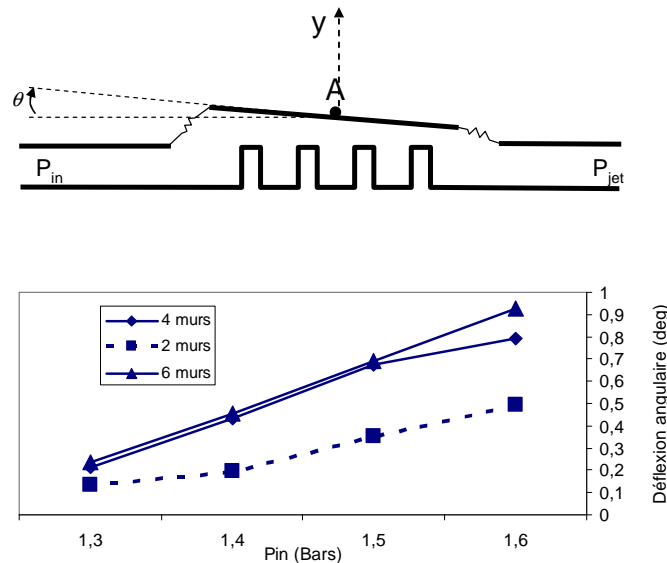 y
A
θ
P_in
P_jet
4 murs
2 murs
6 murs
1
0,9
0,8
0,7
0,6
0,5
0,4
0,3
0,2
0,1
0
Déflexion angulaire (deg)
1,3 1,4 1,5 1,6
Pin (Bars)